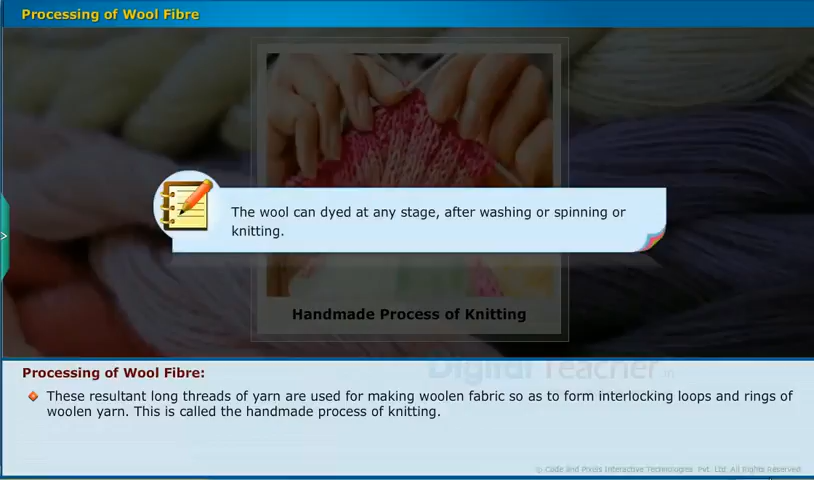 Processing of Wool Fibre
The wool can dyed at any stage, after washing or spinning or
knitting.
Handmade Process of Knitting
Digital Teacher.in
Processing of Wool Fibre:
These resultant long threads of yarn are used for making woolen fabric so as to form interlocking loops and rings of
woolen yarn. This is called the handmade process of knitting.
© Code and Pixels Interactive Technologies Pvt. Ltd. All Rights Reserved